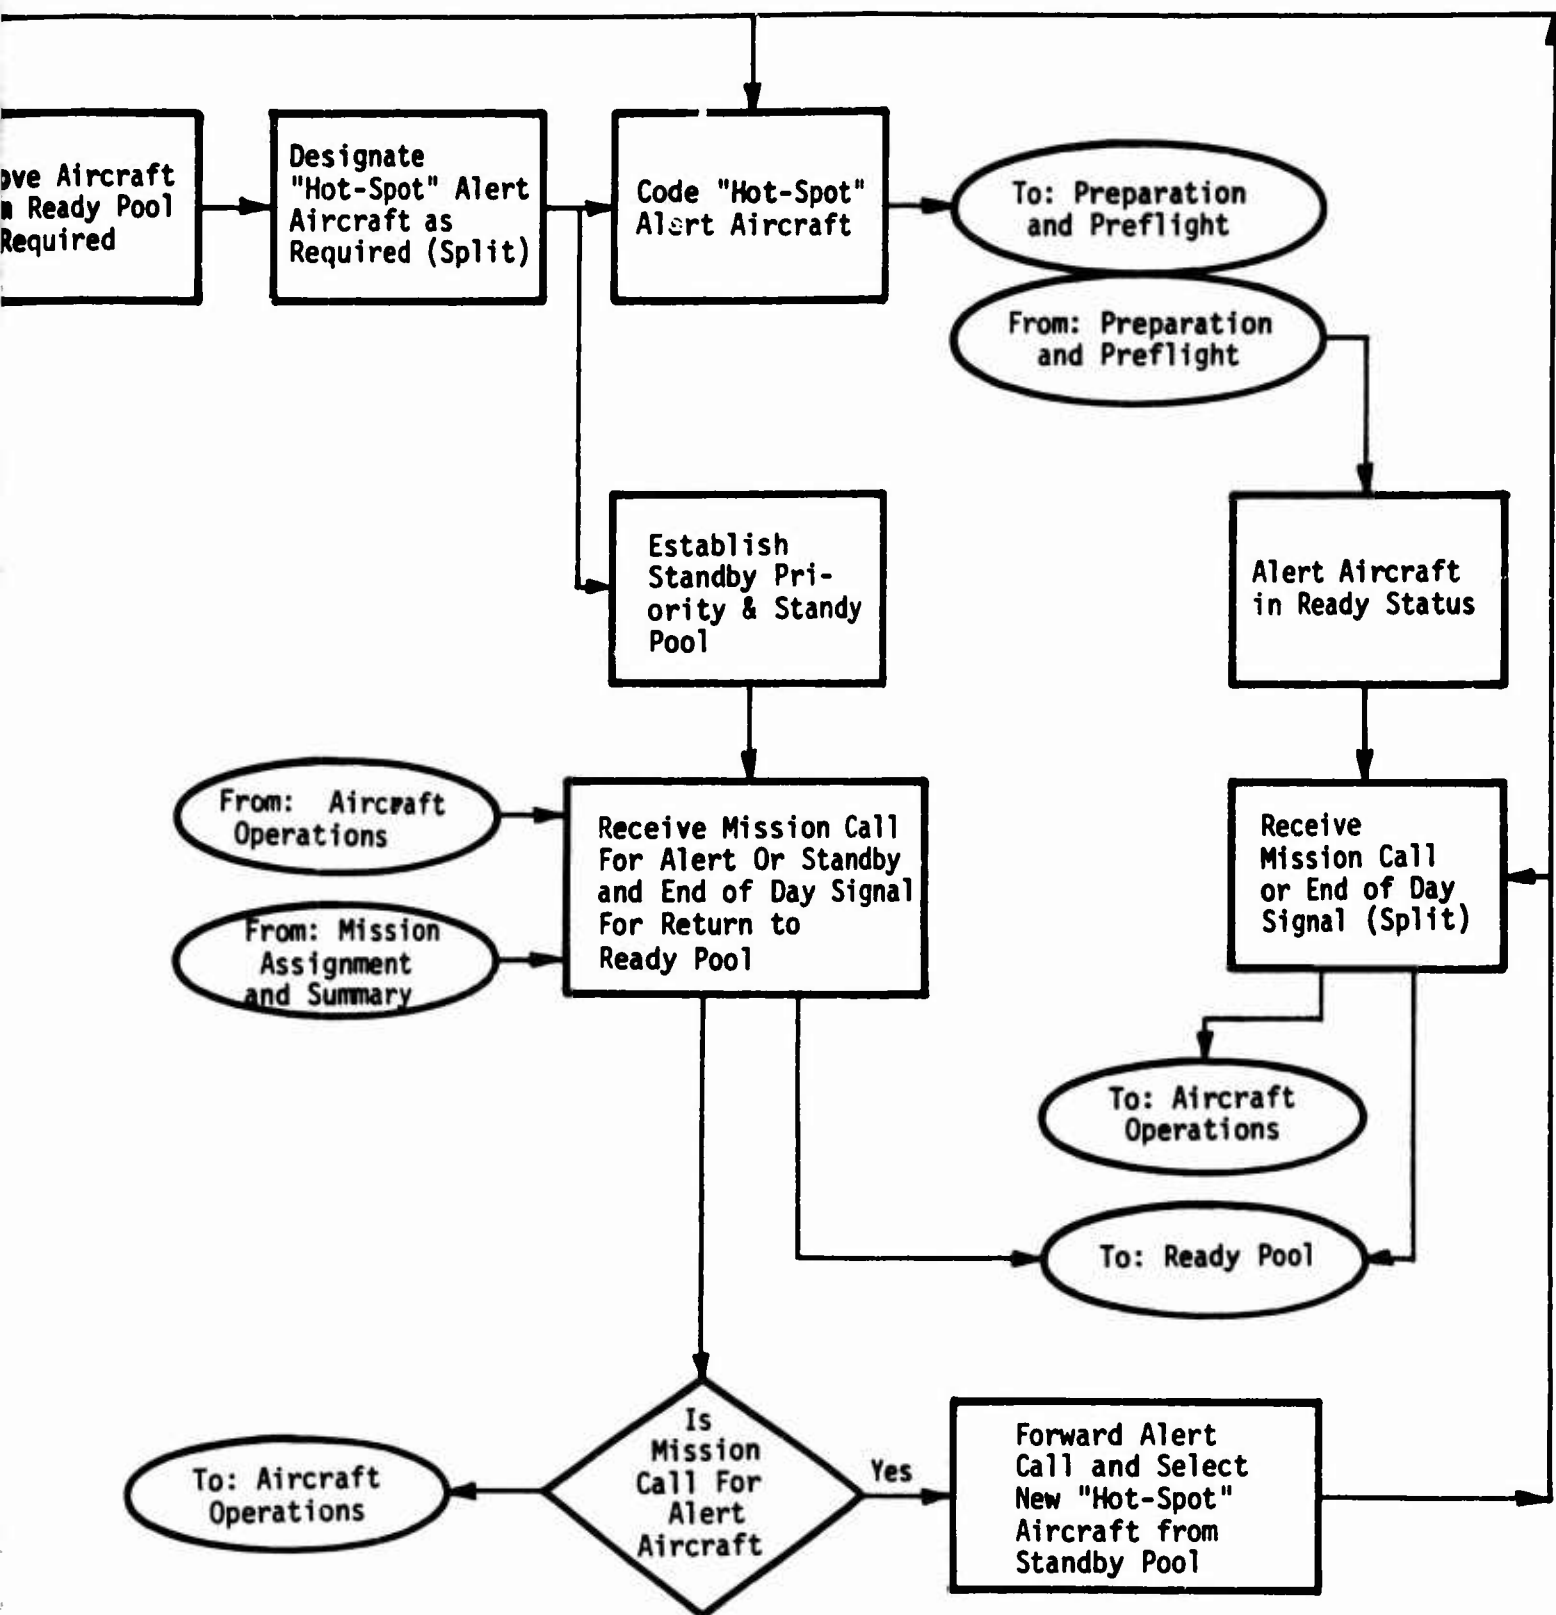 Aircraft
Ready Pool
Required
Designate
"Hot-Spot" Alert
Aircraft as
Required (Split)
Code "Hot-Spot"
Alert Aircraft
To: Preparation
and Preflight
From: Preparation
and Preflight
Establish
Standby Pri-
ority & Standy
Pool
Alert Aircraft
in Ready Status
From: Aircraft
Operations
From: Mission
Assignment
and Summary
Receive Mission Call
For Alert Or Standby
and End of Day Signal
For Return to
Ready Pool
Receive
Mission Call
or End of Day
Signal (Split)
To: Aircraft
Operations
To: Ready Pool
To: Aircraft
Operations
Is
Mission
Call For
Alert
Aircraft
Yes
Forward Alert
Call and Select
New "Hot-Spot"
Aircraft from
Standby Pool